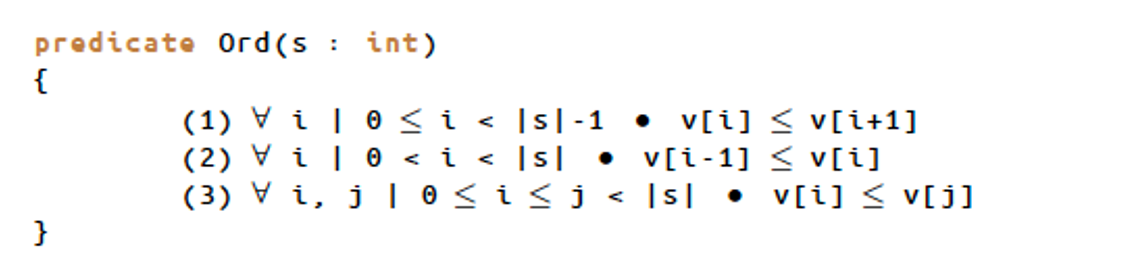 predicate Ord(s : int)
{
(1) ∀ i | 0 ≤ i < |s|-1 • v[i] ≤ v[i+1]
(2) ∀ i | 0 < i < |s| • v[i-1] ≤ v[i]
(3) ∀ i, j | 0 ≤ i ≤ j < |s| • v[i] ≤ v[j]
}